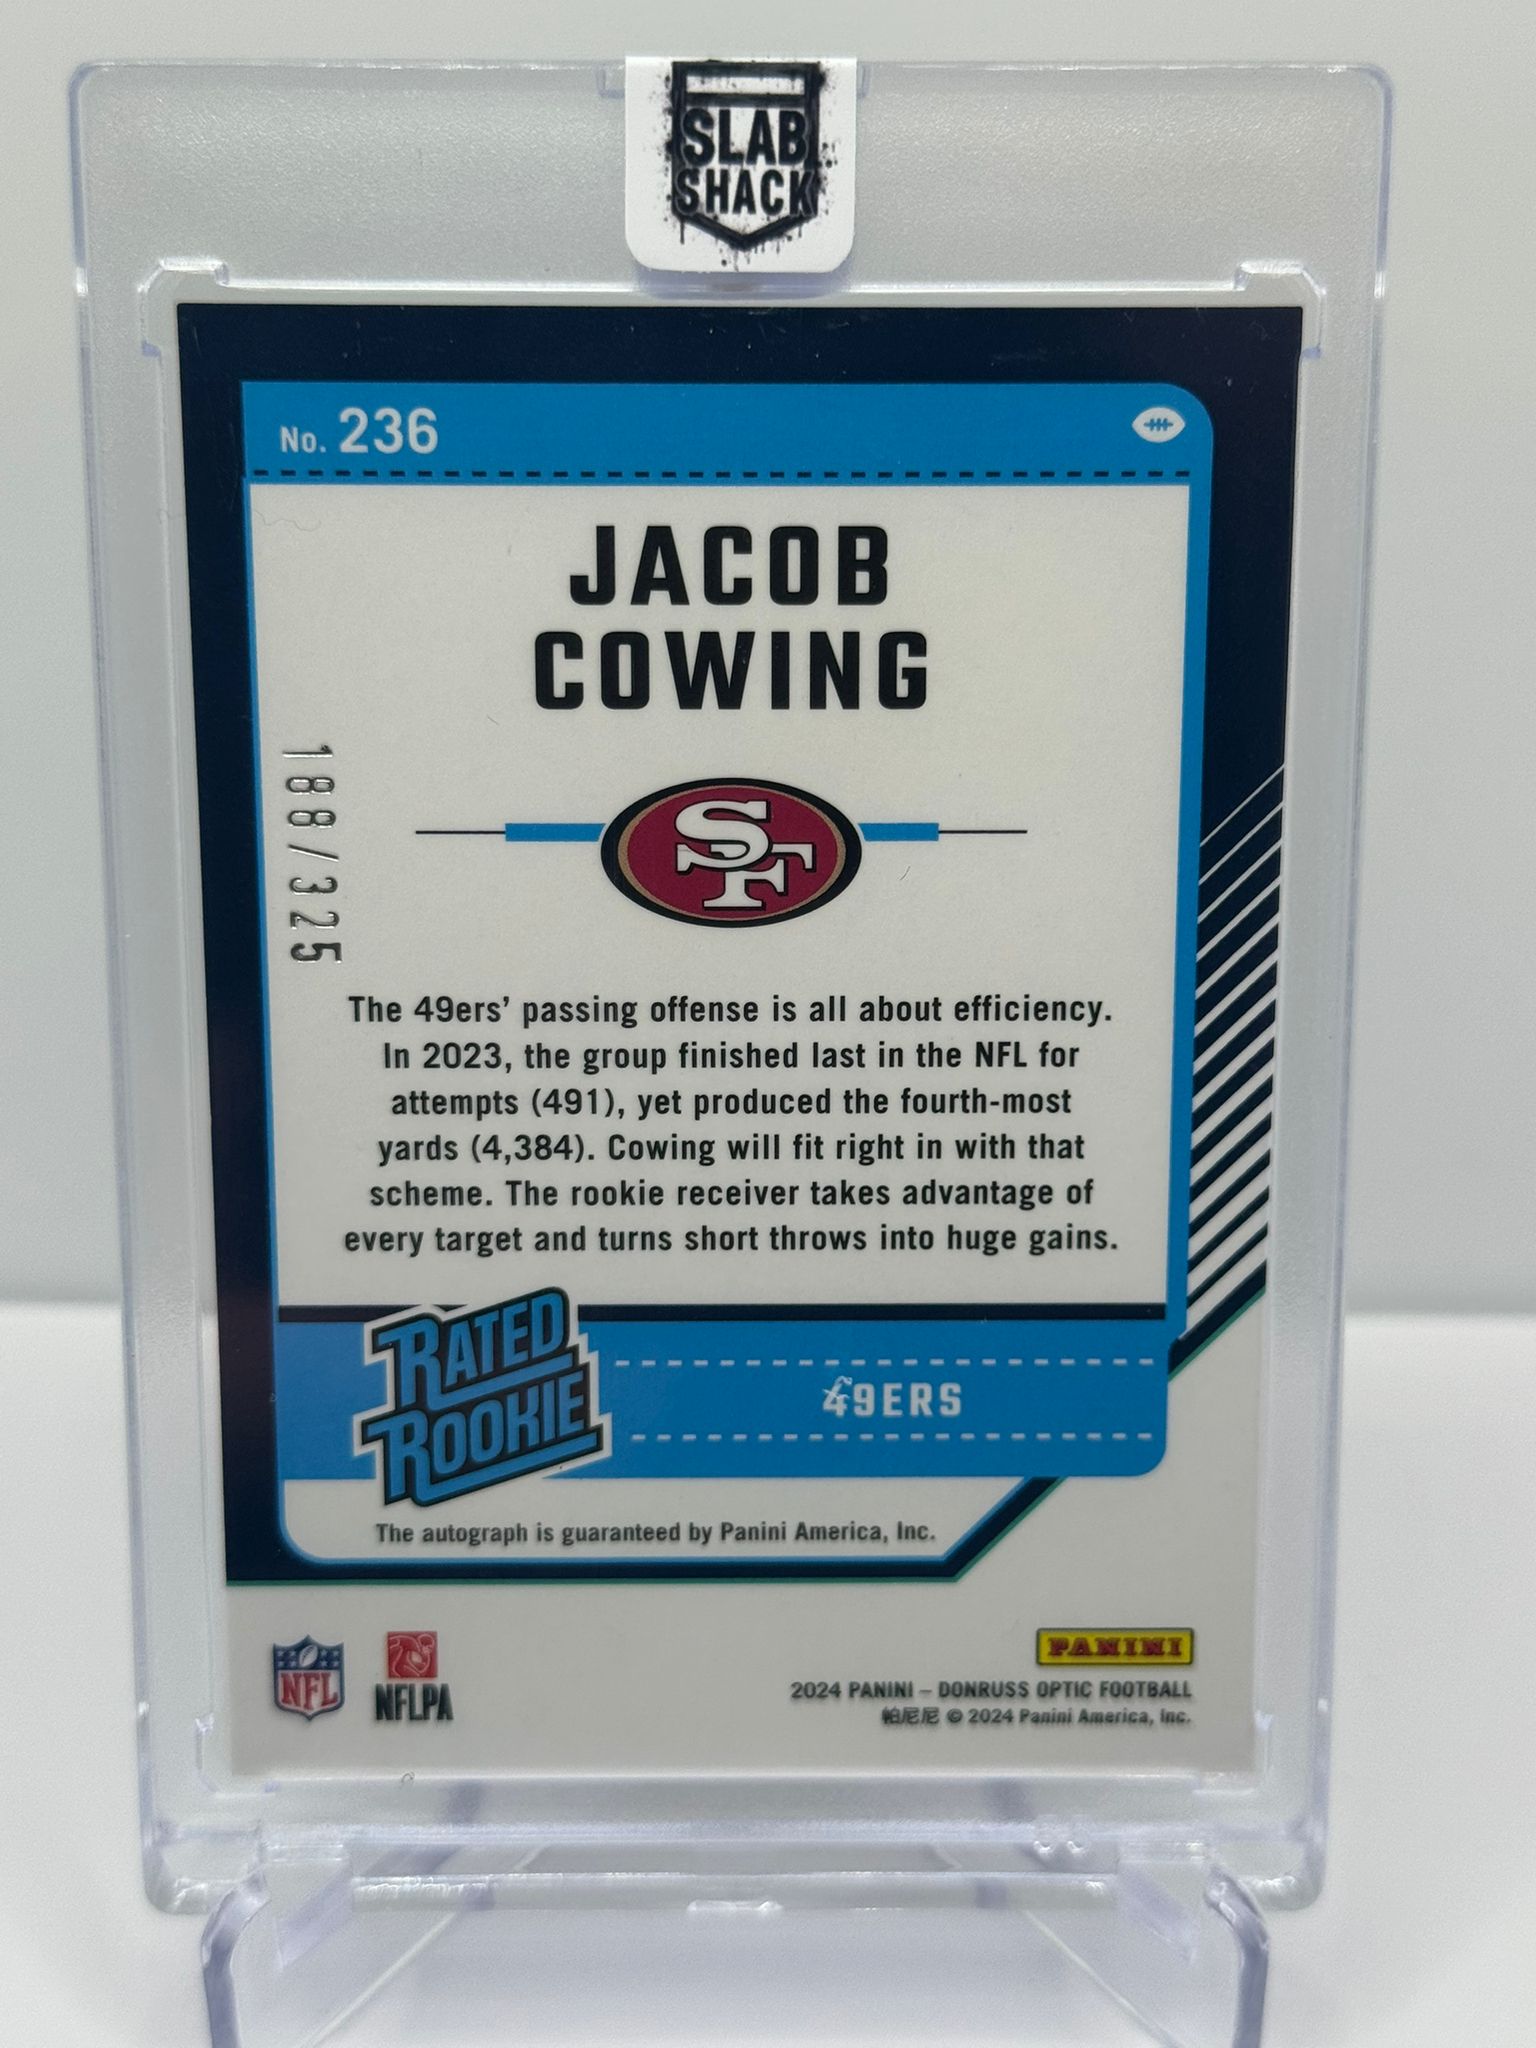 SLAB
SHACK
No. 236
JACOB
COWING
188/325
SF
The 49ers’ passing offense is all about efficiency.
In 2023, the group finished last in the NFL for
attempts (491), yet produced the fourth-most
yards (4,384). Cowing will fit right in with that
scheme. The rookie receiver takes advantage of
every target and turns short throws into huge gains.
RATED
ROOKIE
49ERS
The autograph is guaranteed by Panini America, Inc.
NFL
NFLPA
PANINI
2024 PANINI – DONRUSS OPTIC FOOTBALL
帕尼尼 © 2024 Panini America, Inc.